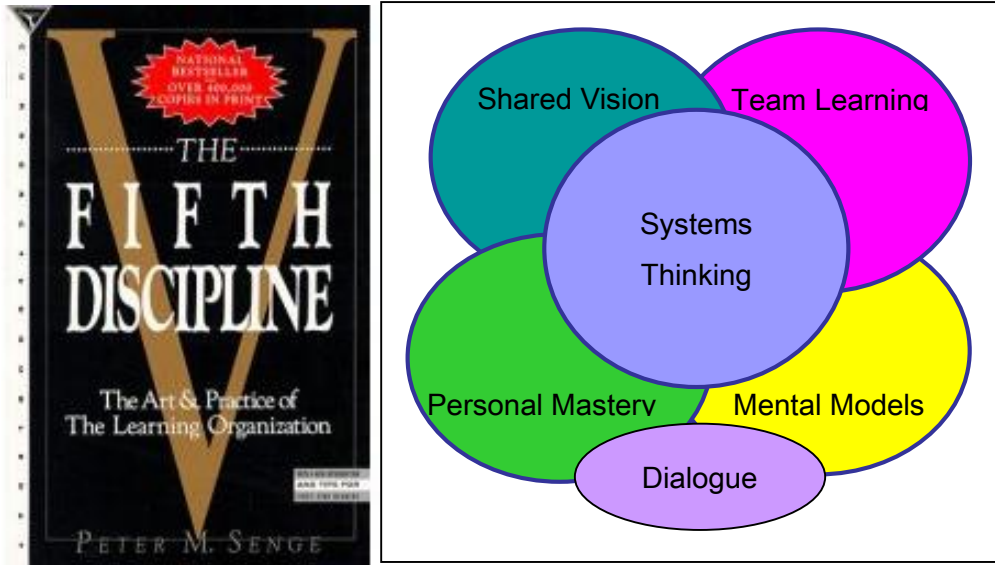 NATIONAL
BESTSELLER
OVER 400,000
COPIES IN PRINT
THE
FIFTH
DISCIPLINE
The Art & Practice of
The Learning Organization
PETER M. SENGE
Shared Vision
Team Learning
Systems
Thinking
Personal Mastery
Mental Models
Dialogue